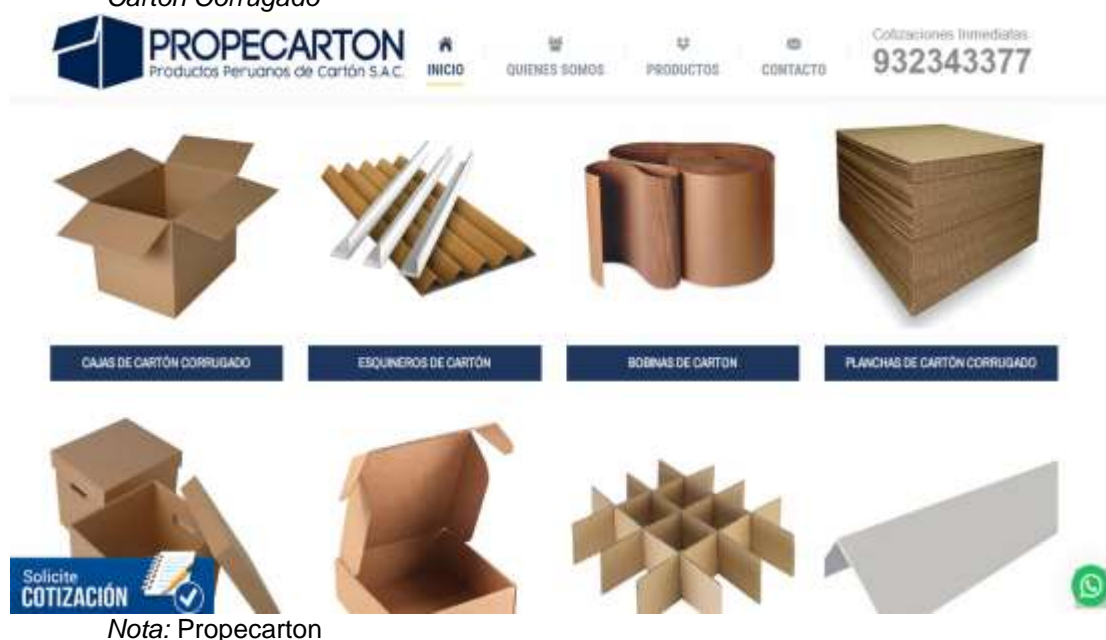 Cartón Corrugado
PROPECARTON
Productos Peruanos de Cartón S.A.C.
INICIO
QUIENES SOMOS
PRODUCTOS
CONTACTO
Cotizaciones Inmediatas
932343377
CAJAS DE CARTÓN CORRUGADO
ESQUINEROS DE CARTÓN
BOBINAS DE CARTON
PLANCHAS DE CARTÓN CORRUGADO
Solicite
COTIZACIÓN
Nota: Propecarton